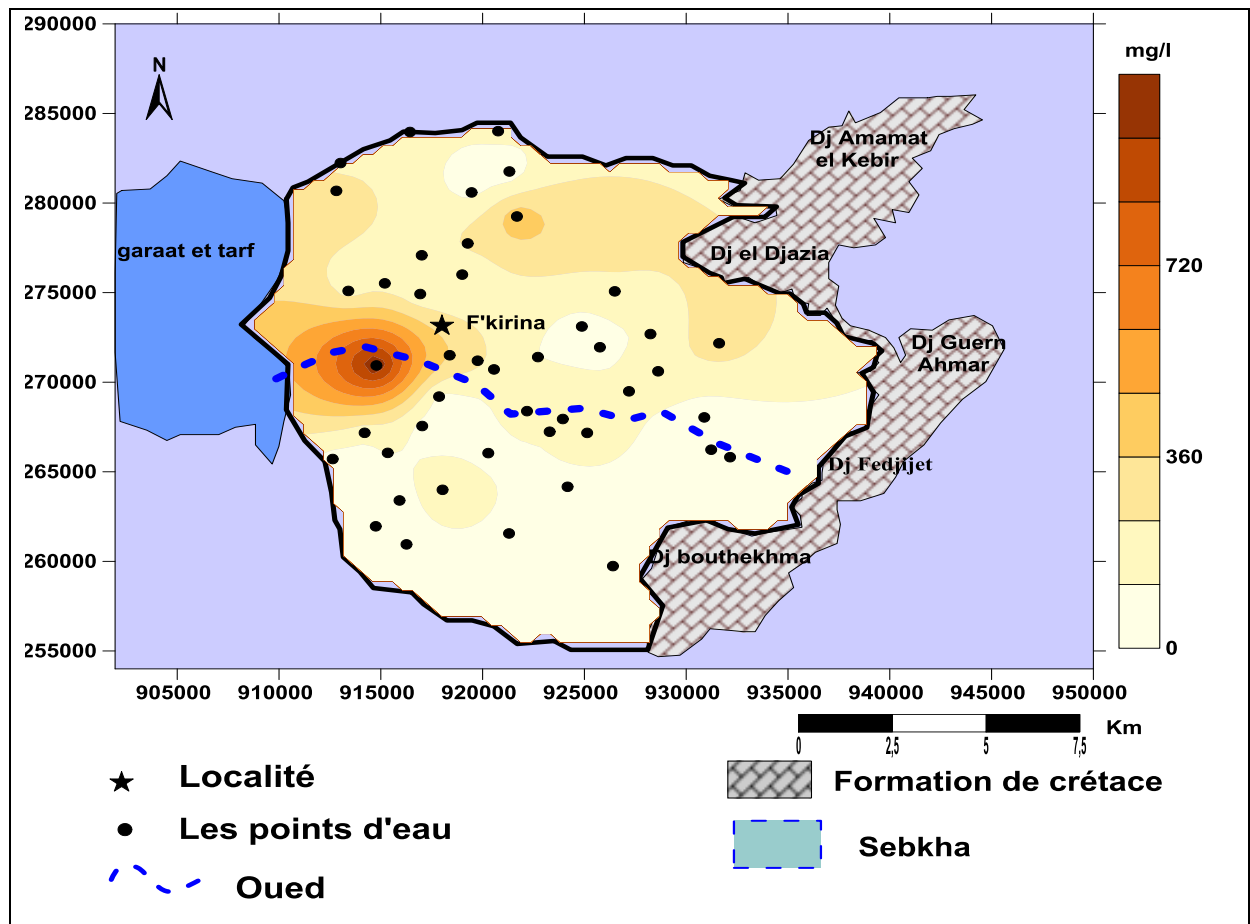 290000
285000
280000
275000
270000
265000
260000
255000
N
mg/l
720
360
0
Dj Amamat
el Kebir
garaat et tarf
Dj el Djazia
F'kirina
Dj Guern
Ahmar
Dj Fedjijet
Dj bouthekhma
905000 910000 915000 920000 925000 930000 935000 940000 945000 950000
Km
0 2,5 5 7,5
Localité
Formation de crétace
Les points d'eau
Sebkha
Oued